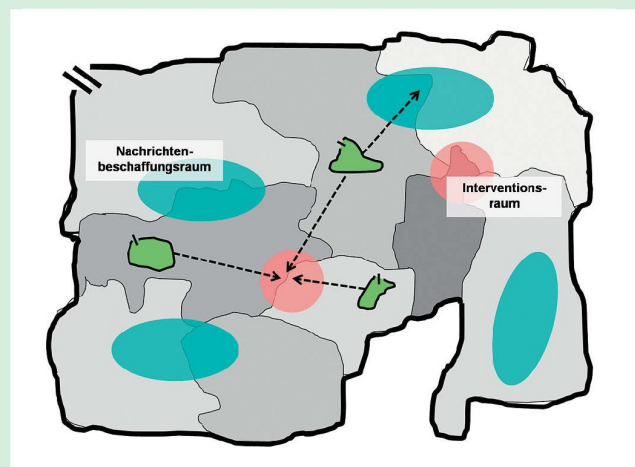 Nachrichten-
beschaffungsraum
Interventions-
raum